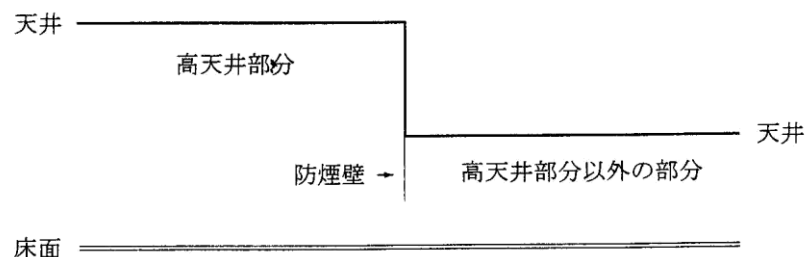 天井
高天井部分
天井
防煙壁→
高天井部分以外の部分
床面